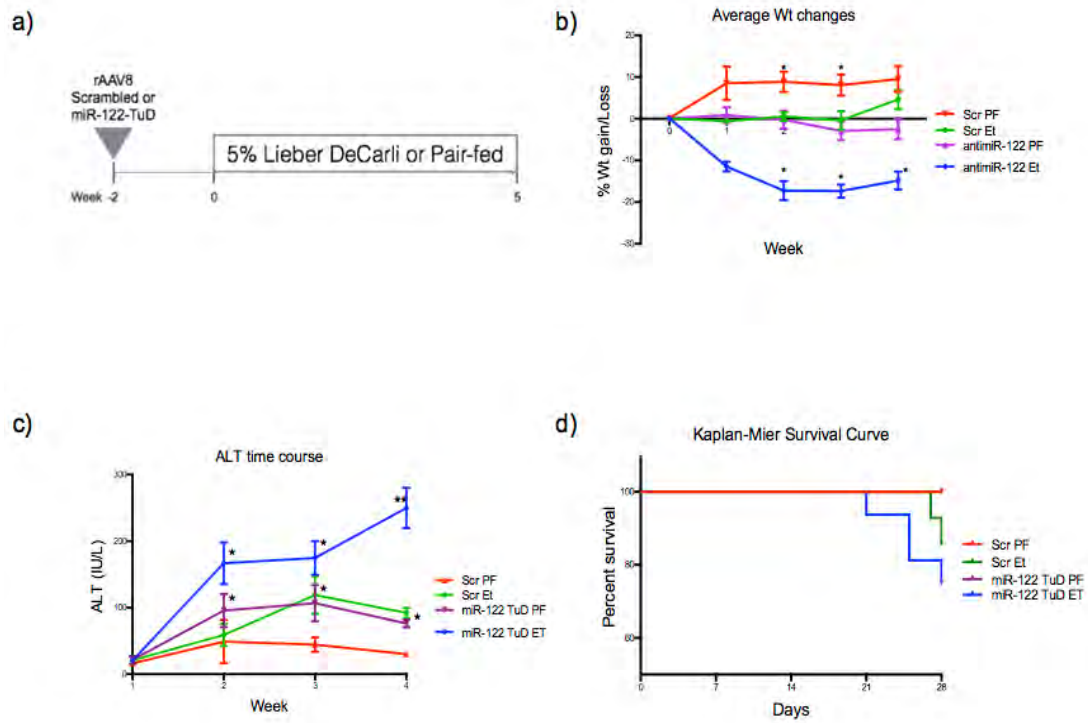 a)
rAAV8
Scrambled or
miR-122-TuD
5% Lieber DeCarli or Pair-fed
Week -2
0
5
b)
Average Wt changes
% Wt gain/Loss
20
10
0
-10
-20
-30
0
1
2
* *
* * *
Scr PF
Scr Et
antimiR-122 PF
antimiR-122 Et
Week
c)
ALT time course
ALT (IU/L)
300
200
100
0
1
2
3
4
* * **
* * *
Scr PF
Scr Et
miR-122 TuD PF
miR-122 TuD ET
Week
d)
Kaplan-Mier Survival Curve
Percent survival
100
80
60
0
7
14
21
28
Scr PF
Scr Et
miR-122 TuD PF
miR-122 TuD ET
Days